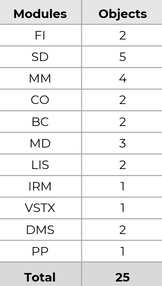 Modules Objects
FI 2
SD 5
MM 4
CO 2
BC 2
MD 3
LIS 2
IRM 1
VSTX 1
DMS 2
PP 1
Total 25